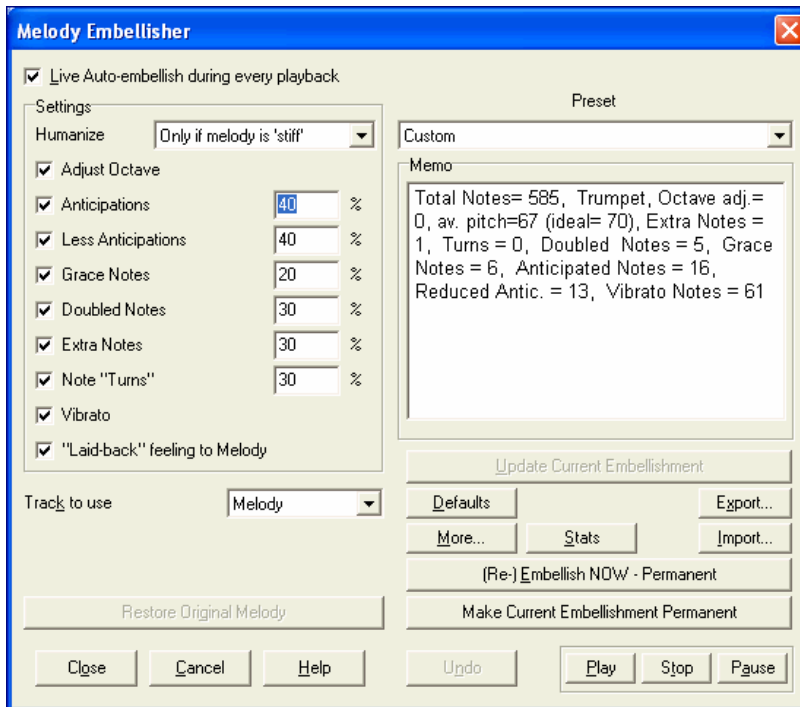 Melody Embellisher
Live Auto-embellish during every playback
Settings
Humanize Only if melody is 'stiff'
Adjust Octave
Anticipations 40 %
Less Anticipations 40 %
Grace Notes 20 %
Doubled Notes 30 %
Extra Notes 30 %
Note "Turns" 30 %
Vibrato
"Laid-back" feeling to Melody
Track to use Melody
Restore Original Melody
Close Cancel Help
Preset
Custom
Memo
Total Notes= 585, Trumpet, Octave adj.=
0, av. pitch=67 (ideal= 70), Extra Notes =
1, Turns = 0, Doubled Notes = 5, Grace
Notes = 6, Anticipated Notes = 16,
Reduced Antic. = 13, Vibrato Notes = 61
Update Current Embellishment
Defaults Export...
More... Stats Import...
(Re-) Embellish NOW - Permanent
Make Current Embellishment Permanent
Undo Play Stop Pause